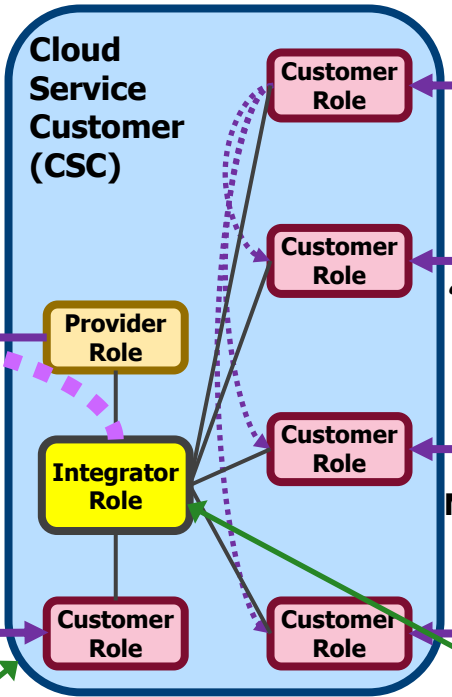 Cloud
Service
Customer
(CSC)
Customer
Role
Customer
Role
Provider
Role
Customer
Role
Integrator
Role
Customer
Role
Customer
Role